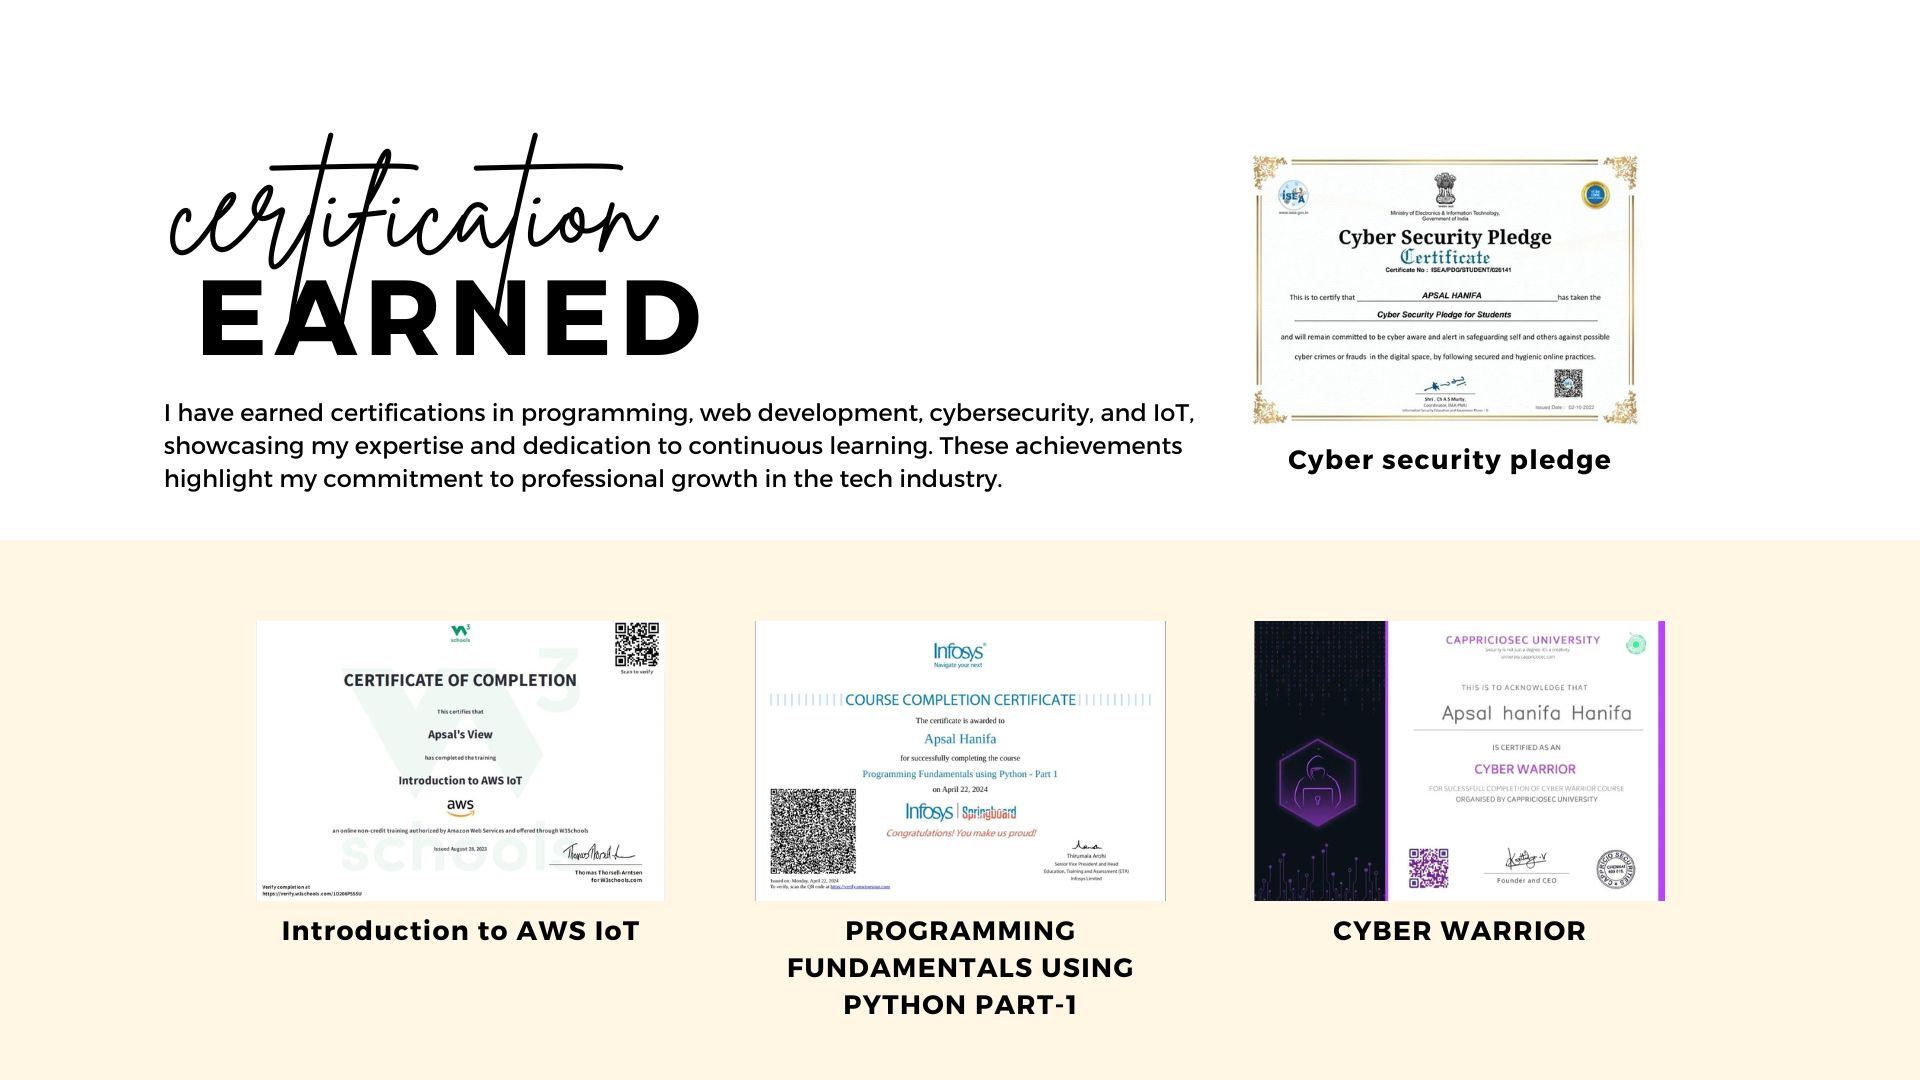 certification
EARNED
I have earned certifications in programming, web development, cybersecurity, and IoT,
showcasing my expertise and dedication to continuous learning. These achievements
highlight my commitment to professional growth in the tech industry.
ISEA
www.isea.gov.in
Ministry of Electronics & Information Technology,
Government of India
Cyber Security Pledge
Certificate
Certificate No : ISEA/PDG/STUDENT/026141
This is to certify that APSAL HANIFA has taken the
Cyber Security Pledge for Students
and will remain committed to be cyber aware and alert in safeguarding self and others against possible
cyber crimes or frauds in the digital space, by following secured and hygienic online practices.
Shri. Ch A S Murty,
Coordinator, ISEA-PMU
Issued Date : 02-10-2022
Cyber security pledge
W3
schools
Scan to verify
CERTIFICATE OF COMPLETION
This certifies that
Apsal's View
has completed the training
Introduction to AWS IoT
aws
an online non-credit training authorized by Amazon Web Services and offered through W3Schools
Issued August 28, 2023
Thomas Thorsell-Arntsen
for W3schools.com
Verify completion at
https://verify.w3schools.com/1O206P5S5U
Introduction to AWS IoT
Infosys
Navigate your next
COURSE COMPLETION CERTIFICATE
The certificate is awarded to
Apsal Hanifa
for successfully completing the course
Programming Fundamentals using Python - Part 1
on April 22, 2024
Infosys | Springboard
Congratulations! You make us proud!
Thirumala Arohi
Senior Vice President and Head
Education, Training and Assessment (ETA)
Infosys Limited
Issued on: Monday, April 22, 2024
To verify, scan the QR code at https://verify.onwingspan.com
PROGRAMMING
FUNDAMENTALS USING
PYTHON PART-1
CAPPRICIOSEC UNIVERSITY
Security is not just a degree it's a creativity
university.cappriciosec.com
THIS IS TO ACKNOWLEDGE THAT
Apsal hanifa Hanifa
IS CERTIFIED AS AN
CYBER WARRIOR
FOR SUCESSFULL COMPLETION OF CYBER WARRIOR COURSE
ORGANISED BY CAPPRICIOSEC UNIVERSITY
Founder and CEO
CYBER WARRIOR